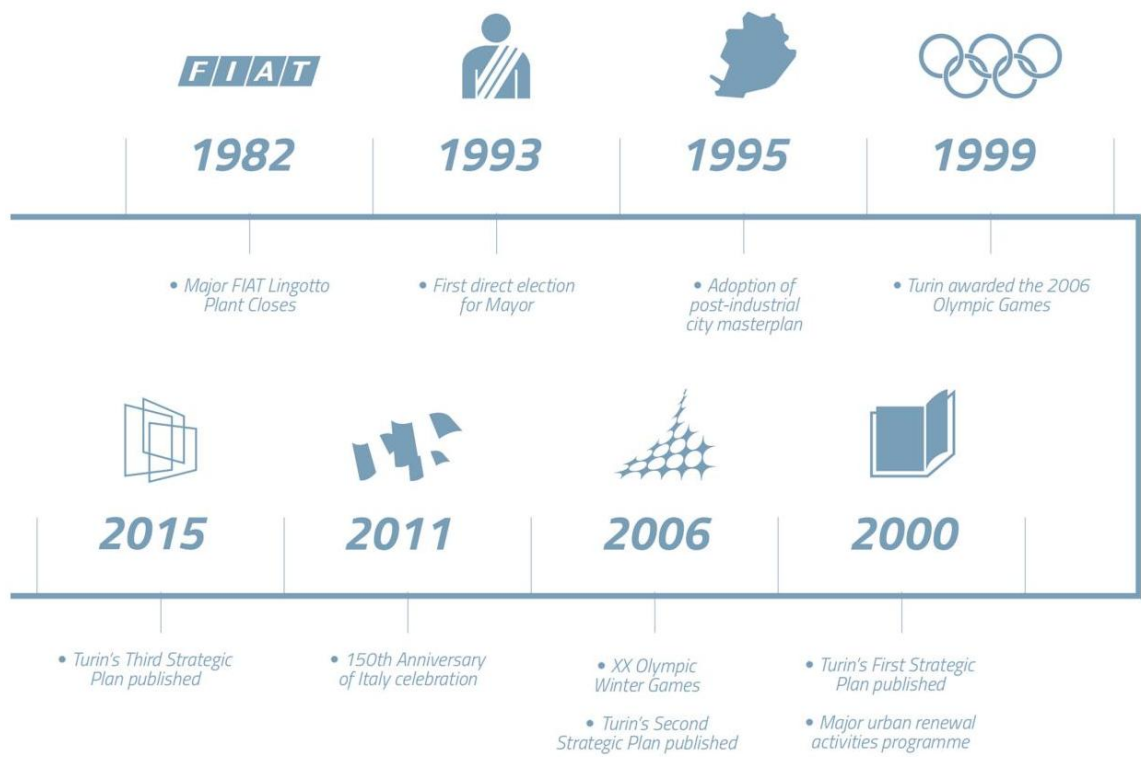 FIAT
1982
1993
1995
1999
• Major FIAT Lingotto
Plant Closes
• First direct election
for Mayor
• Adoption of
post-industrial
city masterplan
• Turin awarded the 2006
Olympic Games
2015
2011
2006
2000
• Turin's Third Strategic
Plan published
• 150th Anniversary
of Italy celebration
• XX Olympic
Winter Games
• Turin's Second
Strategic Plan published
• Turin's First Strategic
Plan published
• Major urban renewal
activities programme